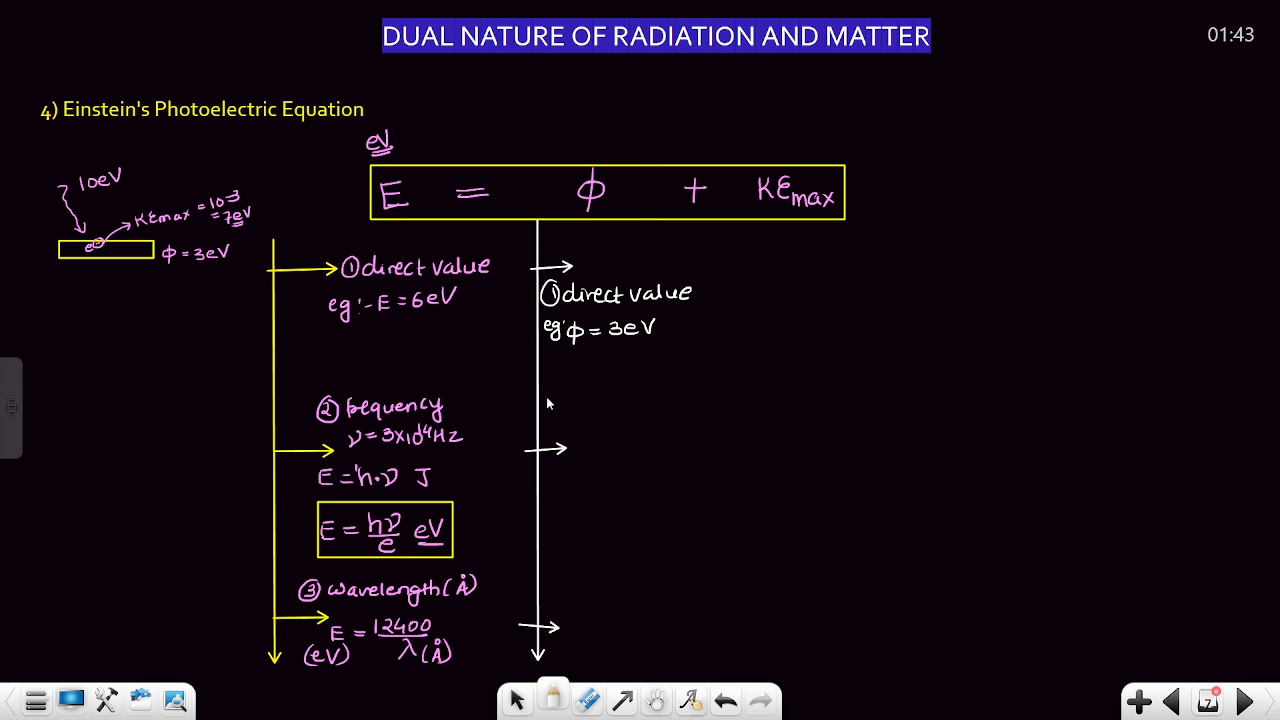 DUAL NATURE OF RADIATION AND MATTER
01:43
4) Einstein's Photoelectric Equation
eV
E = ϕ + KEmax
10eV
KEmax = 10-3
= 7eV
e⊖
ϕ = 3eV
① direct value
eg :- E = 6eV
① direct value
eg: ϕ = 3eV
② frequency
ν = 3×10¹⁴Hz
E = h·ν J
E = hν/e eV
③ wavelength (Å)
E = 12400
(eV) λ(Å)
7